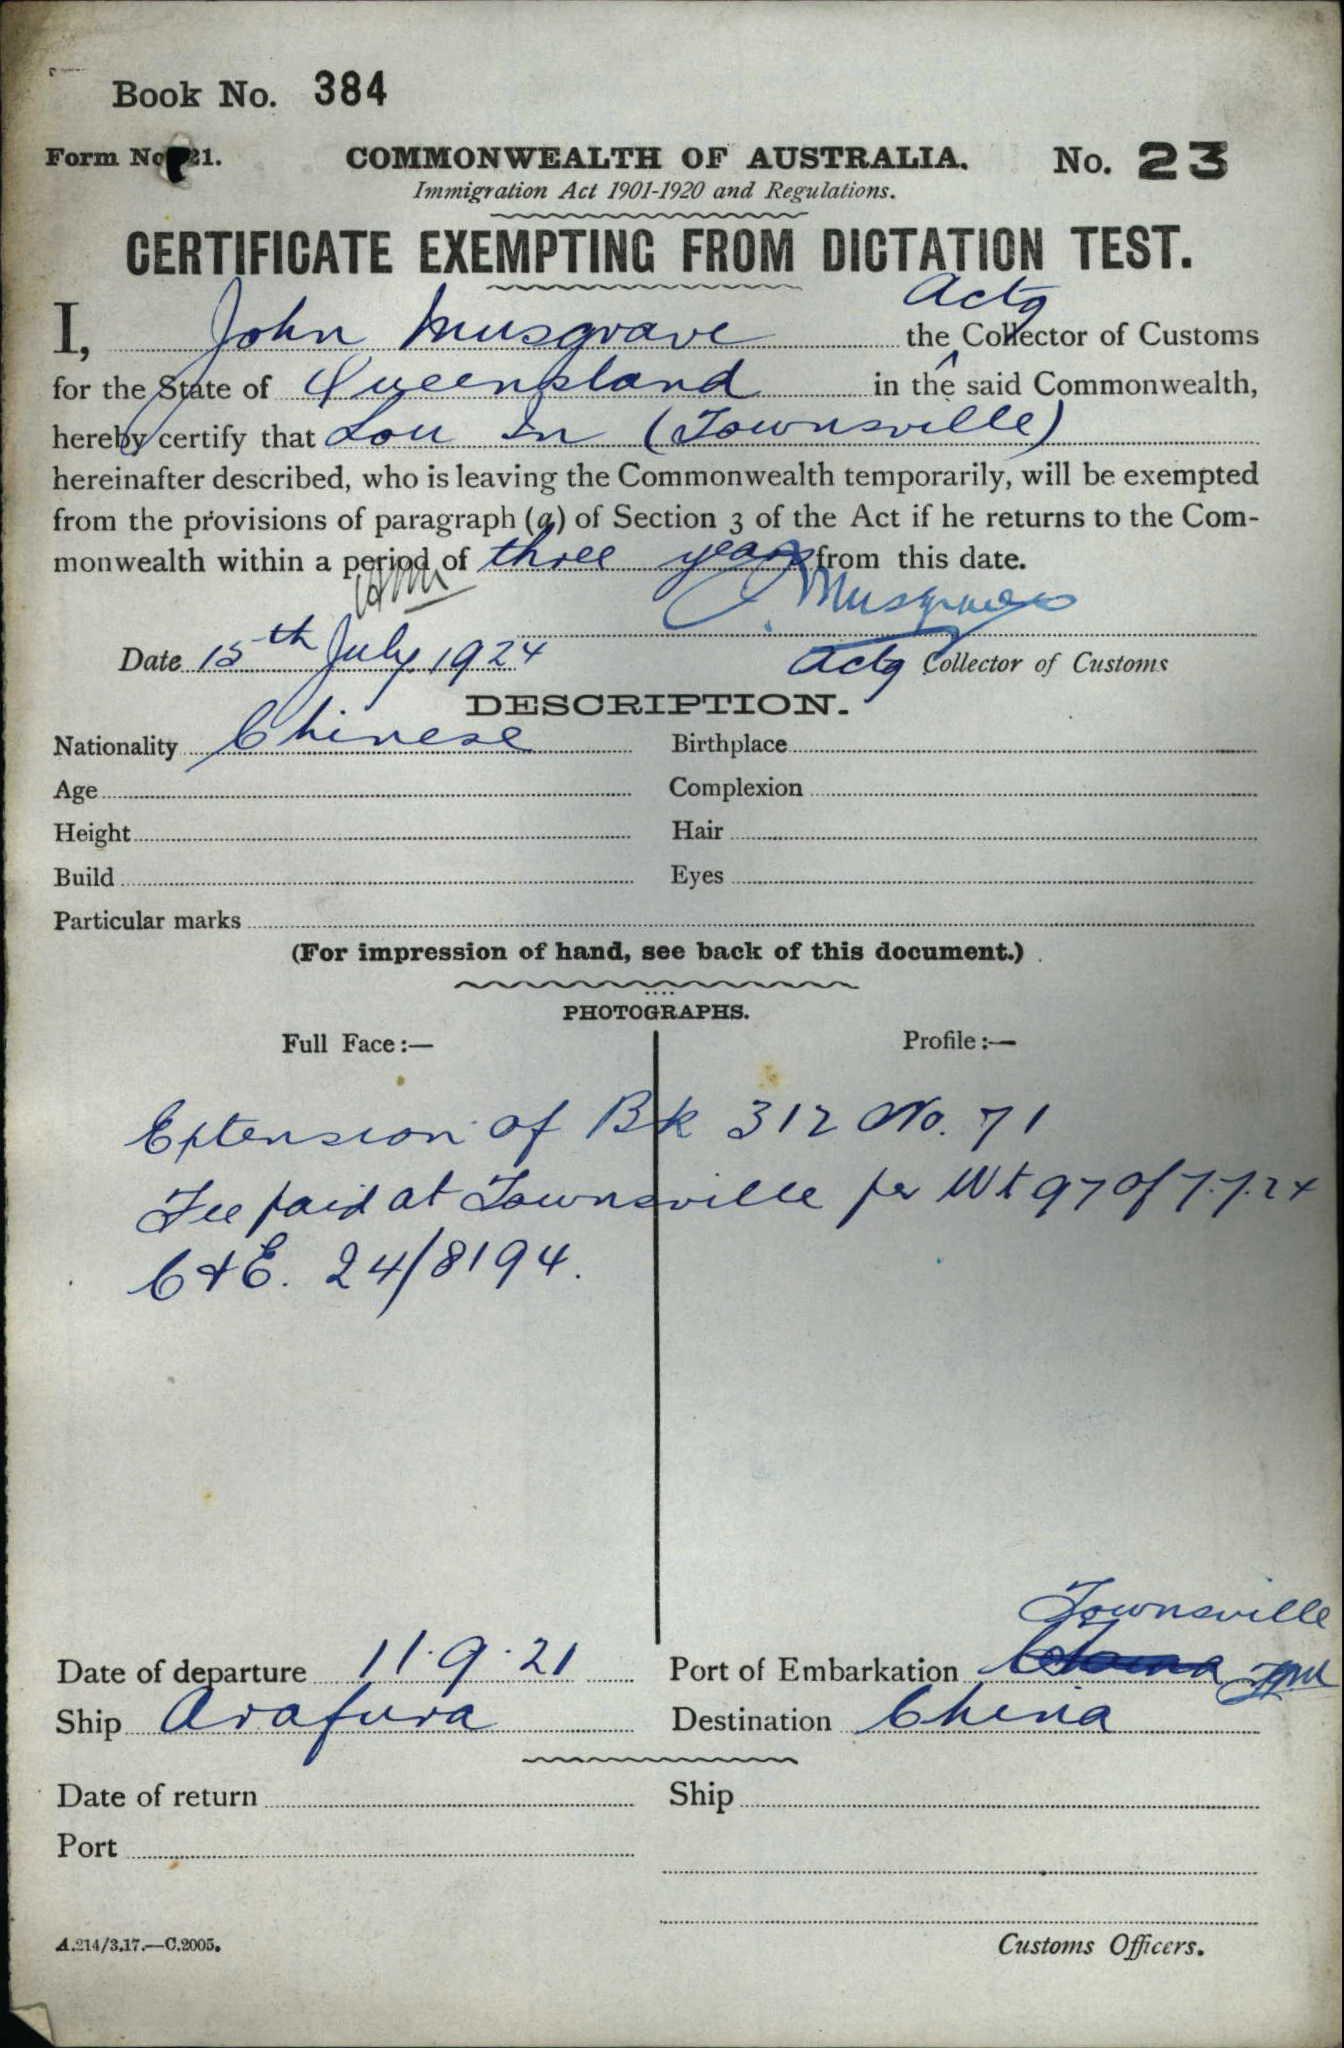 Book No. 384
Form No. 21.
COMMONWEALTH OF AUSTRALIA.
No. 23
Immigration Act 1901-1920 and Regulations.
CERTIFICATE EXEMPTING FROM DICTATION TEST.
I, John Musgrave Actg the Collector of Customs
for the State of Queensland in the said Commonwealth,
hereby certify that Lou In (Townsville)
hereinafter described, who is leaving the Commonwealth temporarily, will be exempted
from the provisions of paragraph (a) of Section 3 of the Act if he returns to the Com-
monwealth within a period of three years from this date.
J. Musgrave
Date 15th July 1924
Actg Collector of Customs
DESCRIPTION.
Nationality Chinese Birthplace
Age Complexion
Height Hair
Build Eyes
Particular marks
(For impression of hand, see back of this document.)
PHOTOGRAPHS.
Full Face:— Profile:—
Extension of Bk 312 No. 71
Fee paid at Townsville per Wt 97 of 7.7.24
C&E. 24/8194.
Townsville
Date of departure 11.9.21 Port of Embarkation
Ship Arafura Destination China
Date of return Ship
Port
A.214/3.17.—C.2005.
Customs Officers.